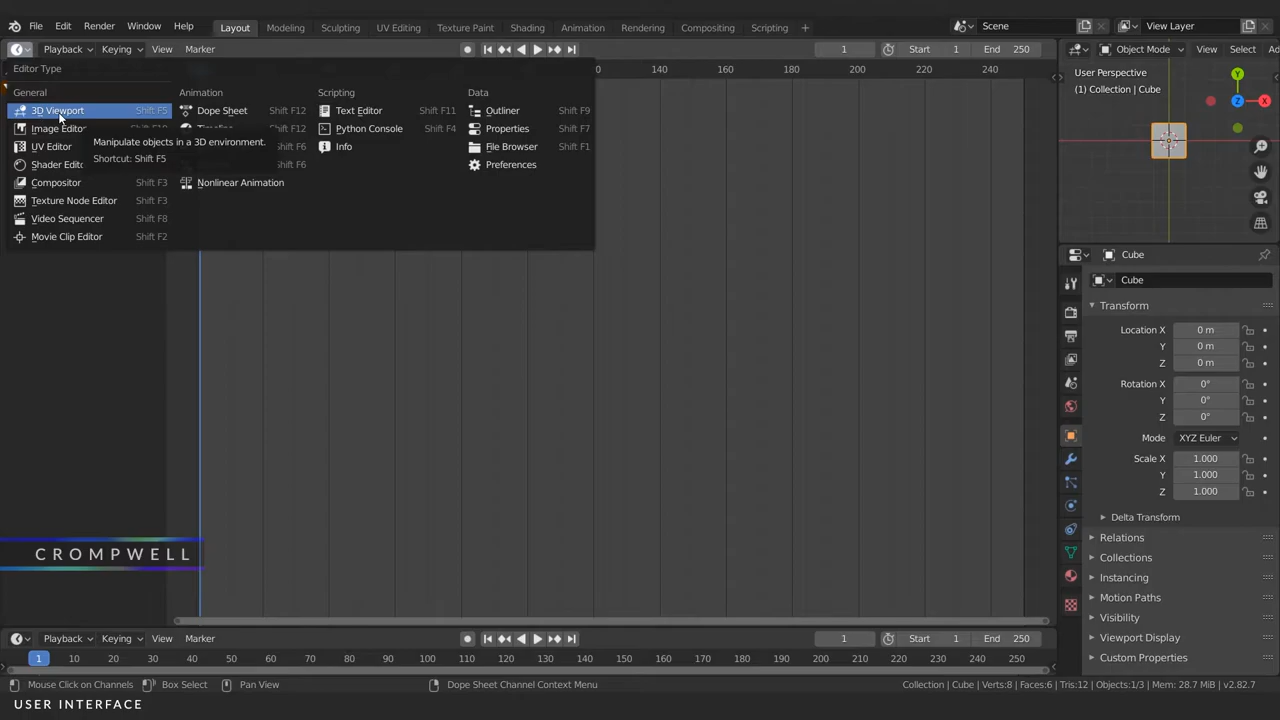 File Edit Render Window Help Layout Modeling Sculpting UV Editing Texture Paint Shading Animation Rendering Compositing Scripting + Scene View Layer
Playback Keying View Marker 1 Start 1 End 250 Object Mode View Select
Editor Type
0 140 160 180 200 220 240
User Perspective
(1) Collection | Cube
Y
Z
X
General Animation Scripting Data
3D Viewport Shift F5 Dope Sheet Shift F12 Text Editor Shift F11 Outliner Shift F9
Image Editor Shift F10 Timeline Shift F12 Python Console Shift F4 Properties Shift F7
Manipulate objects in a 3D environment.
Shortcut: Shift F5
UV Editor Shift F6 Info File Browser Shift F1
Shader Edito Shift F6 Preferences
Compositor Shift F3 Nonlinear Animation
Texture Node Editor Shift F3
Video Sequencer Shift F8
Movie Clip Editor Shift F2
Cube
Cube
Transform
Location X 0 m
Y 0 m
Z 0 m
Rotation X 0°
Y 0°
Z 0°
Mode XYZ Euler
Scale X 1.000
Y 1.000
Z 1.000
Delta Transform
Relations
Collections
Instancing
Motion Paths
Visibility
Viewport Display
Custom Properties
CROMPWELL
Playback Keying View Marker 1 Start 1 End 250
1 10 20 30 40 50 60 70 80 90 100 110 120 130 140 150 160 170 180 190 200 210 220 230 240 250
Mouse Click on Channels Box Select Pan View Dope Sheet Channel Context Menu Collection | Cube | Verts:8 | Faces:6 | Tris:12 | Objects:1/3 | Mem: 28.7 MiB | v2.82.7
USER INTERFACE